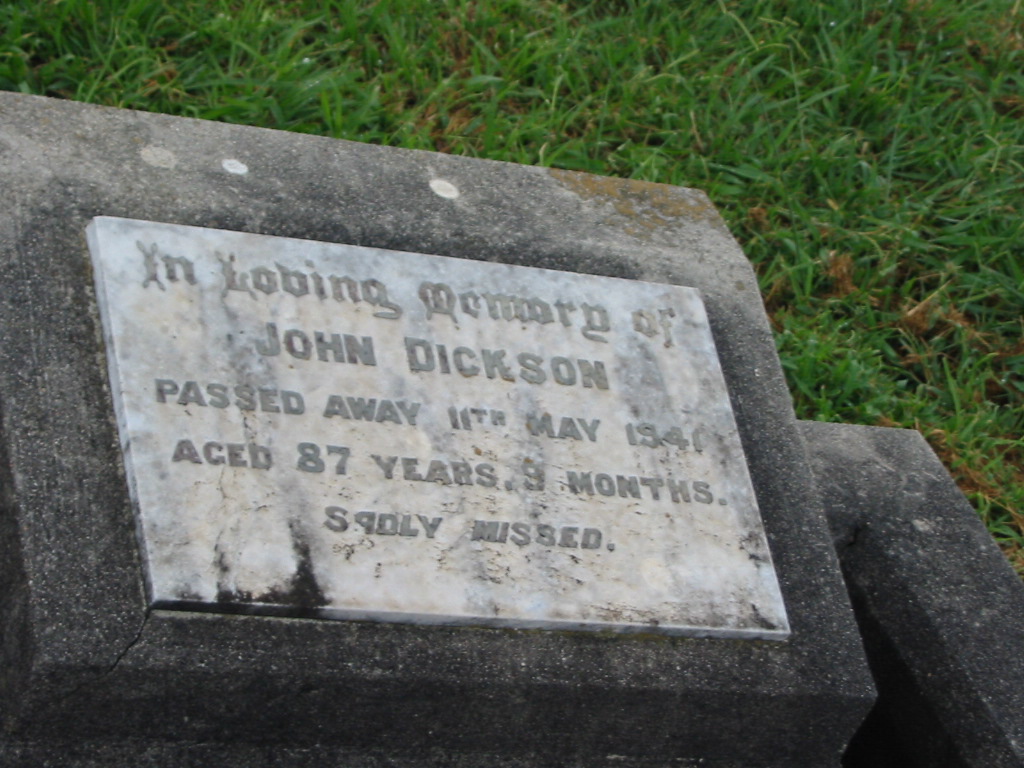 In Loving Memory of
JOHN DICKSON
PASSED AWAY 11TH MAY 1941
AGED 87 YEARS, 9 MONTHS.
SADLY MISSED.